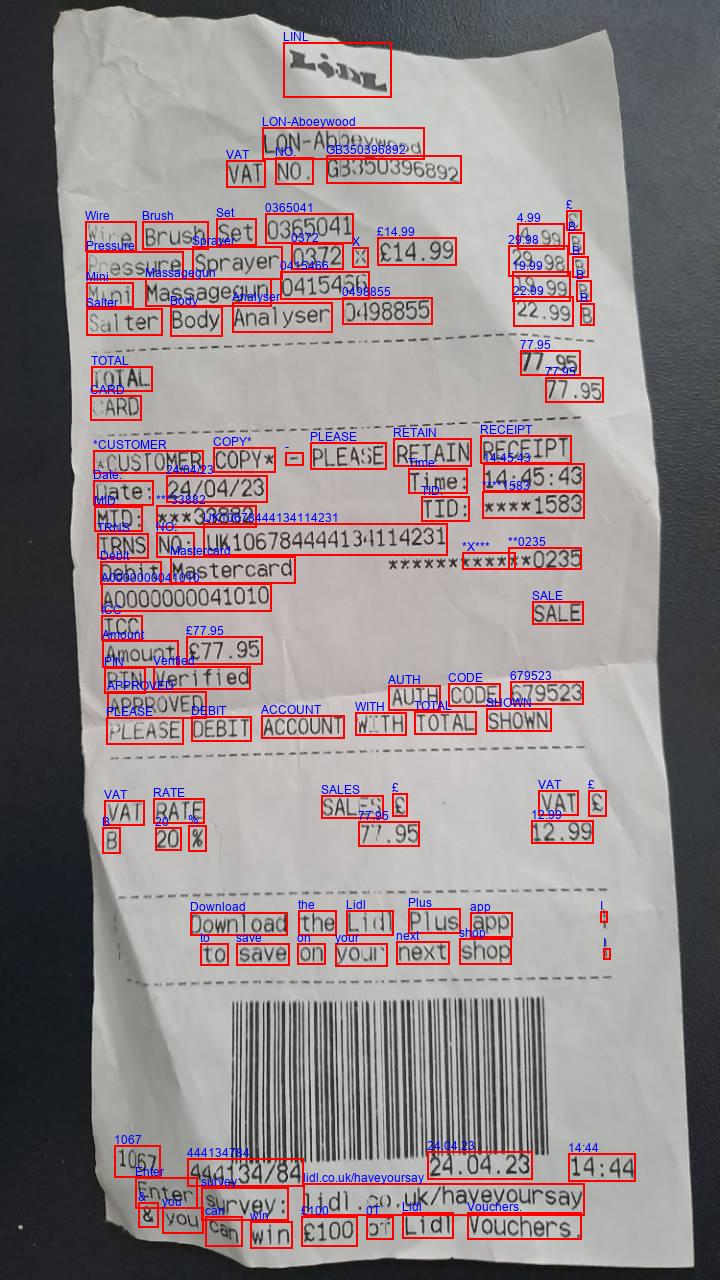 LIDL
LON-Abbeywood
VAT NO. GB350396892
£
Wire Brush Set 0365041 4.99 B
Pressure Sprayer 0372 X £14.99 29.98 B
Mini Massagegun 0415466 19.99 B
Salter Body Analyser 0498855 22.99 B
TOTAL 77.95
CARD 77.95
*CUSTOMER COPY* - PLEASE RETAIN RECEIPT
Date: 24/04/23 Time: 14:45:43
MID: ***33882 TID: ****1583
TRNS NO: UK10678444134114231
Debit Mastercard ************0235
A0000000041010
ICC SALE
Amount £77.95
PIN Verified
APPROVED AUTH CODE 679523
PLEASE DEBIT ACCOUNT WITH TOTAL SHOWN
VAT RATE SALES £ VAT £
B 20 % 77.95 12.99
Download the Lidl Plus app
to save on your next shop
1067 444134/84 24.04.23 14:44
Enter survey: lidl.co.uk/haveyoursay
& you can win £100 of Lidl Vouchers.